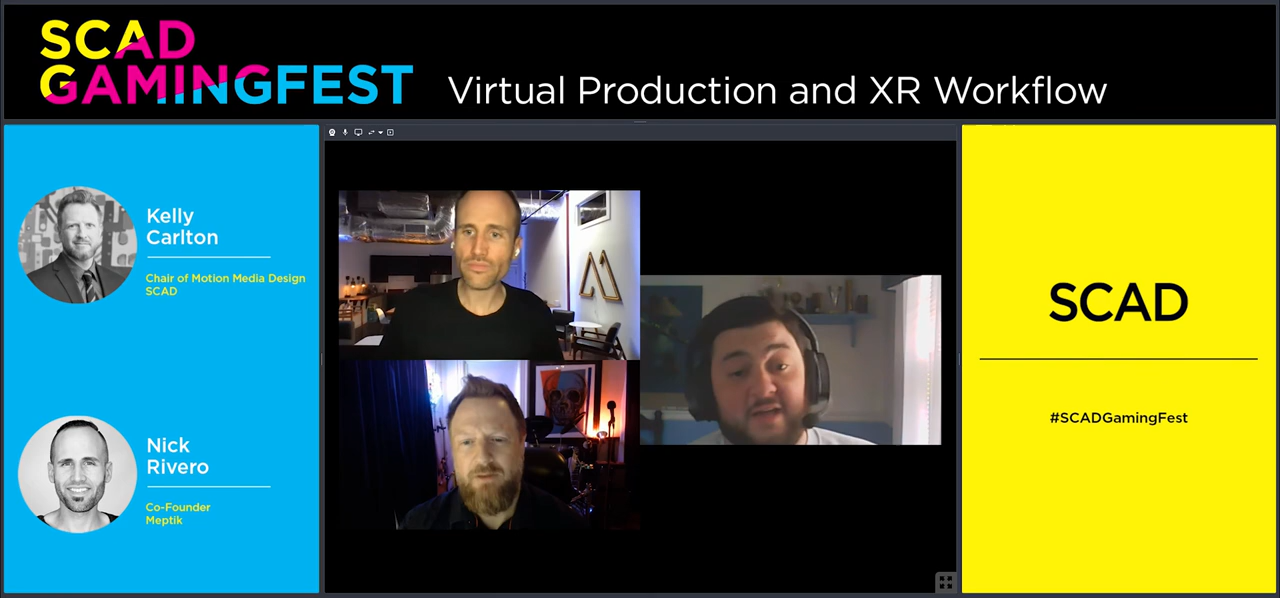 SCAD
GAMINGFEST
Virtual Production and XR Workflow
Kelly
Carlton
Chair of Motion Media Design
SCAD
Nick
Rivero
Co-Founder
Meptik
SCAD
#SCADGamingFest